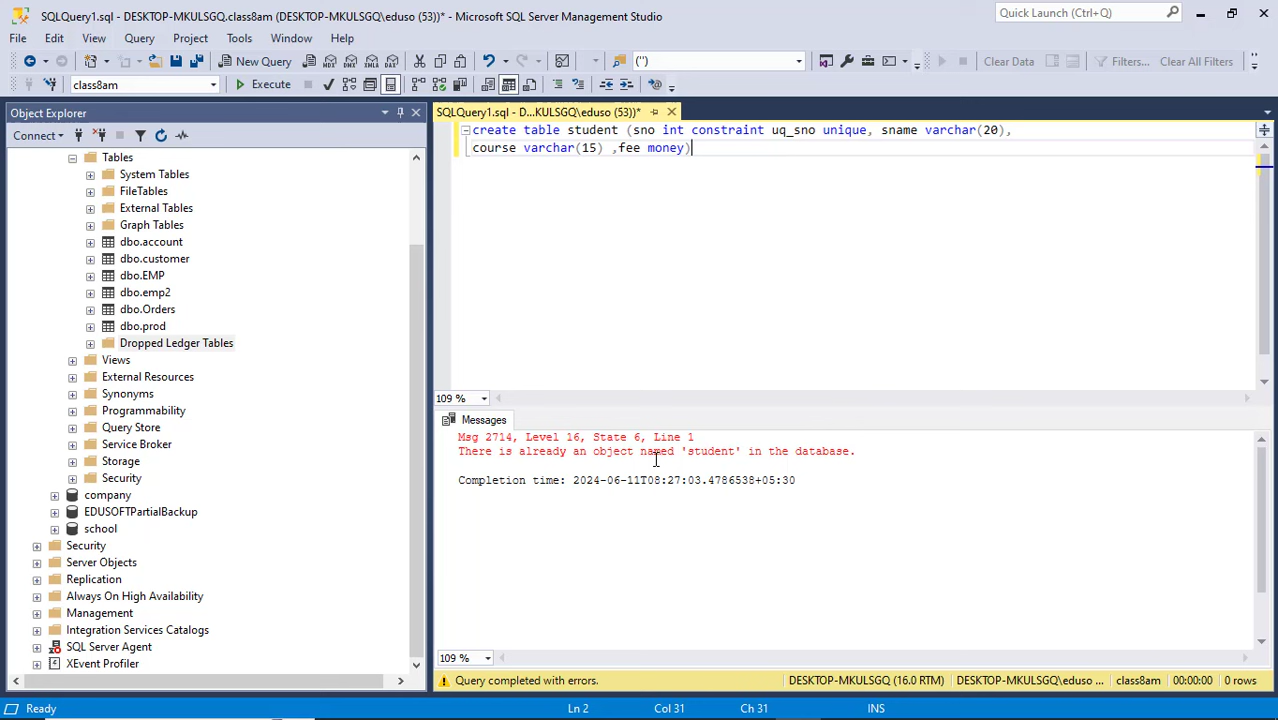 SQLQuery1.sql - DESKTOP-MKULSGQ.class8am (DESKTOP-MKULSGQ\eduso (53))* - Microsoft SQL Server Management Studio
Quick Launch (Ctrl+Q)
File Edit View Query Project Tools Window Help
New Query
MDX DMX XMLA DAX
('')
Clear Data
Filters...
Clear All Filters
class8am
Execute
Object Explorer
Connect
Tables
System Tables
FileTables
External Tables
Graph Tables
dbo.account
dbo.customer
dbo.EMP
dbo.emp2
dbo.Orders
dbo.prod
Dropped Ledger Tables
Views
External Resources
Synonyms
Programmability
Query Store
Service Broker
Storage
Security
company
EDUSOFTPartialBackup
school
Security
Server Objects
Replication
Always On High Availability
Management
Integration Services Catalogs
SQL Server Agent
XEvent Profiler
SQLQuery1.sql - D...KULSGQ\eduso (53))*
create table student (sno int constraint uq_sno unique, sname varchar(20),
course varchar(15) ,fee money)
109 %
Messages
Msg 2714, Level 16, State 6, Line 1
There is already an object named 'student' in the database.
Completion time: 2024-06-11T08:27:03.4786538+05:30
109 %
Query completed with errors.
DESKTOP-MKULSGQ (16.0 RTM)
DESKTOP-MKULSGQ\eduso ...
class8am
00:00:00
0 rows
Ready
Ln 2
Col 31
Ch 31
INS